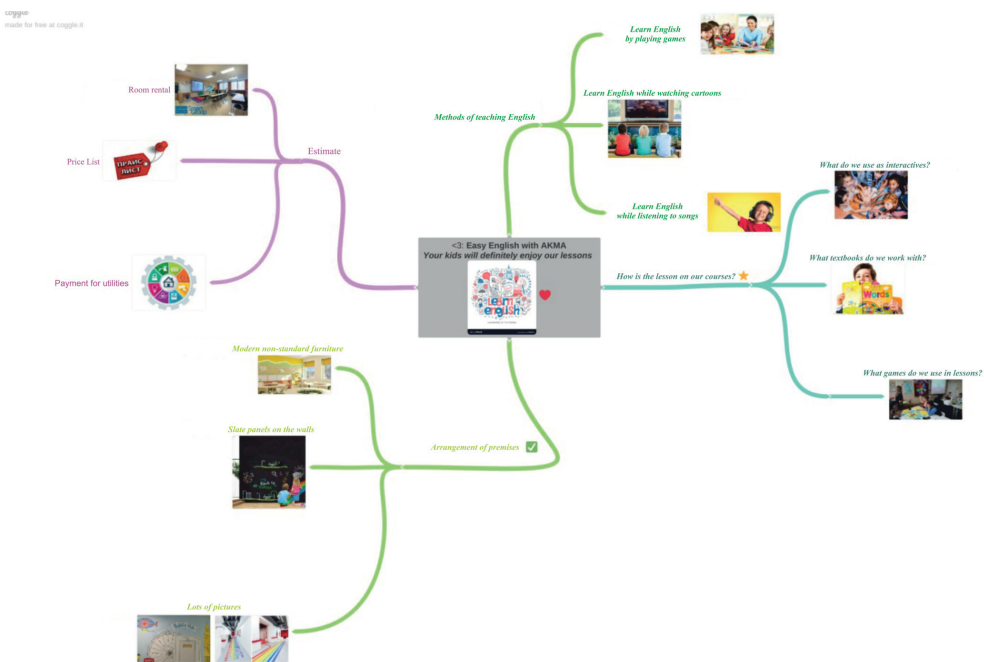 coggle
made for free at coggle.it
Learn English
by playing games
Room rental
Learn English while watching cartoons
Methods of teaching English
Estimate
Price List
ПРАЙС
ЛИСТ
What do we use as interactives?
Learn English
while listening to songs
<3: Easy English with AKMA
Your kids will definitely enjoy our lessons
Learn
english
What textbooks do we work with?
Words
How is the lesson on our courses?
Payment for utilities
Modern non-standard furniture
What games do we use in lessons?
Slate panels on the walls
Arrangement of premises
Lots of pictures